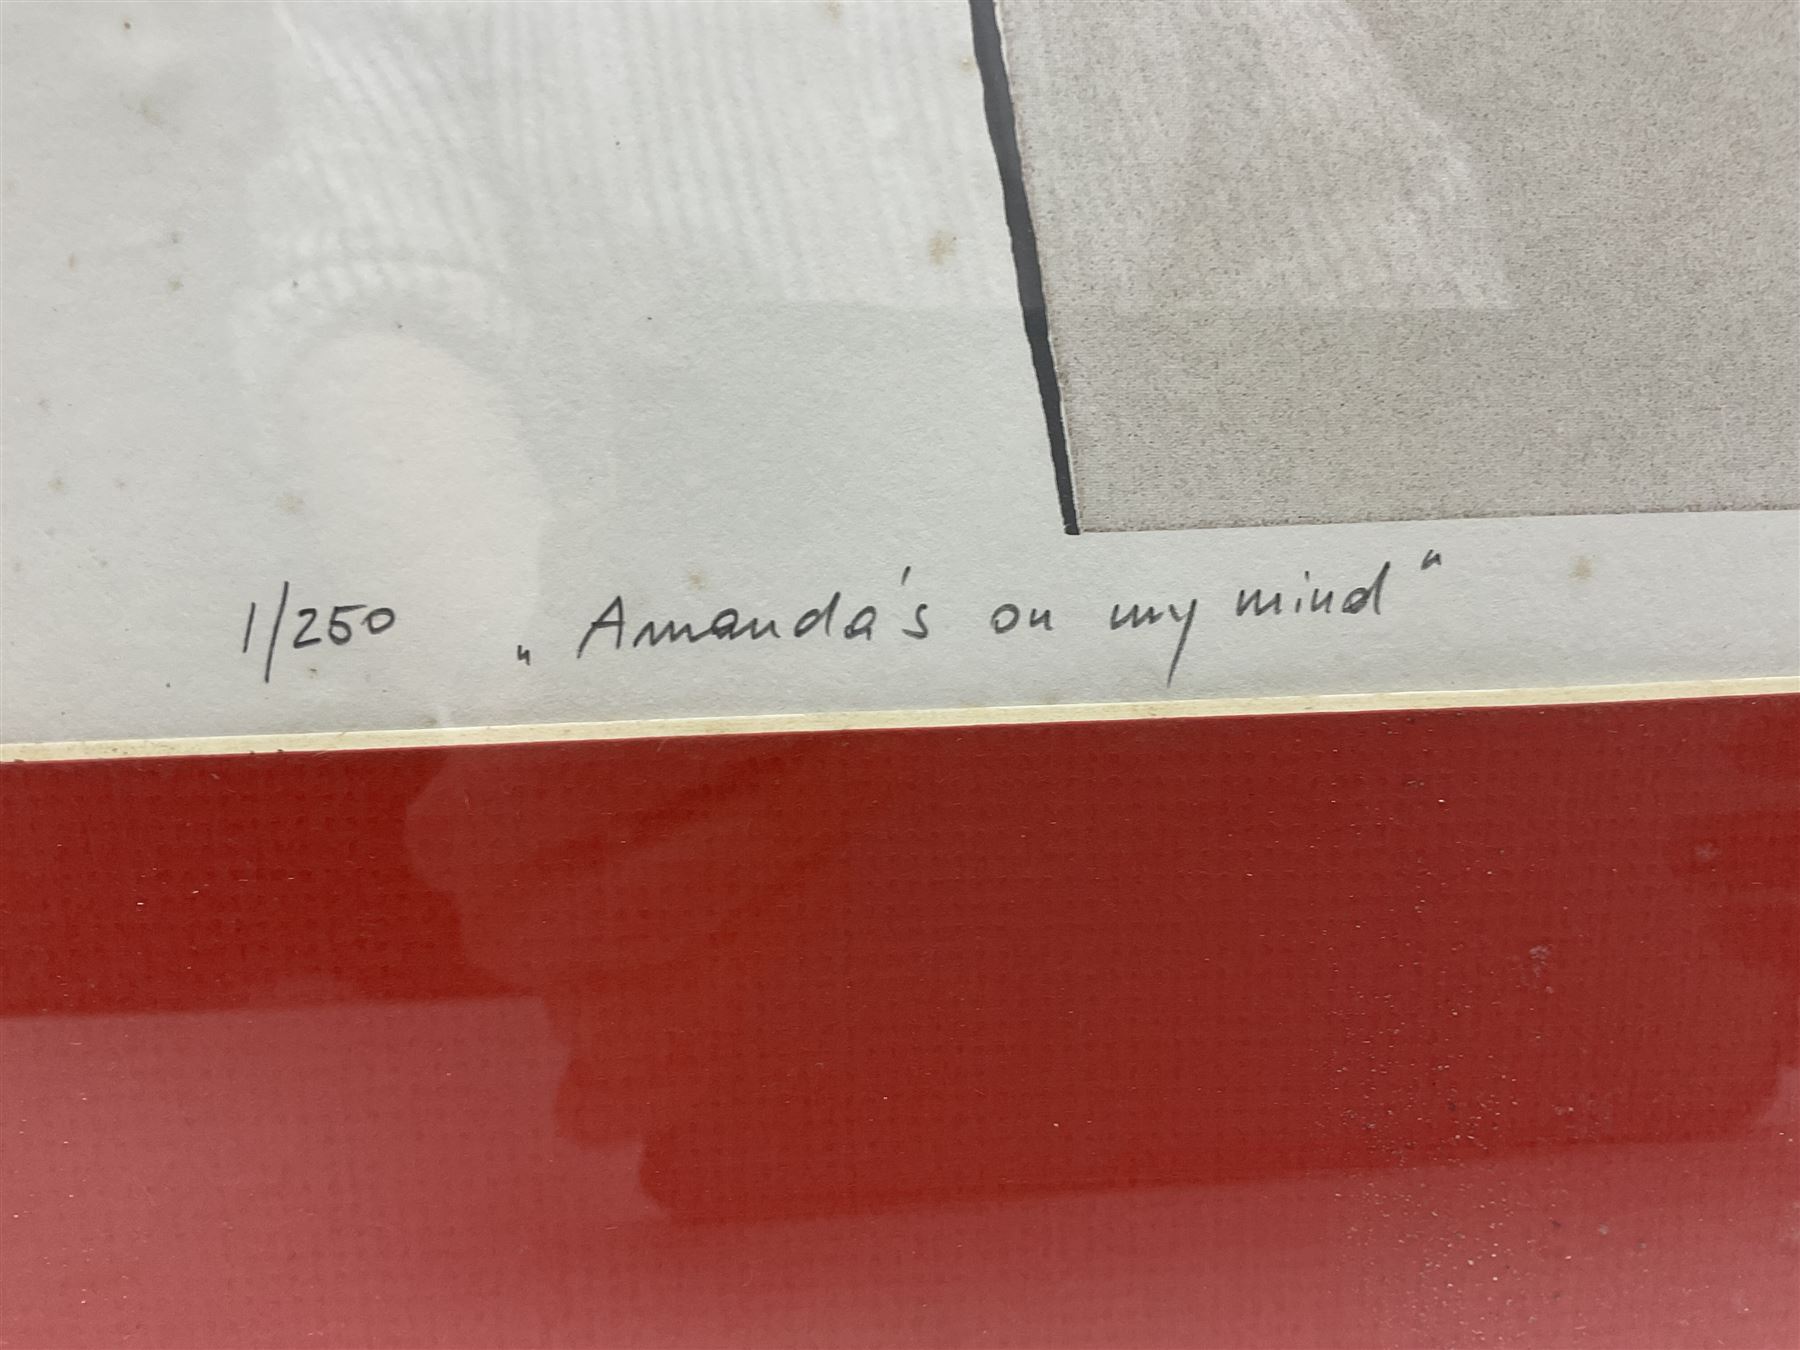 1/250 „Amanda's on my mind"